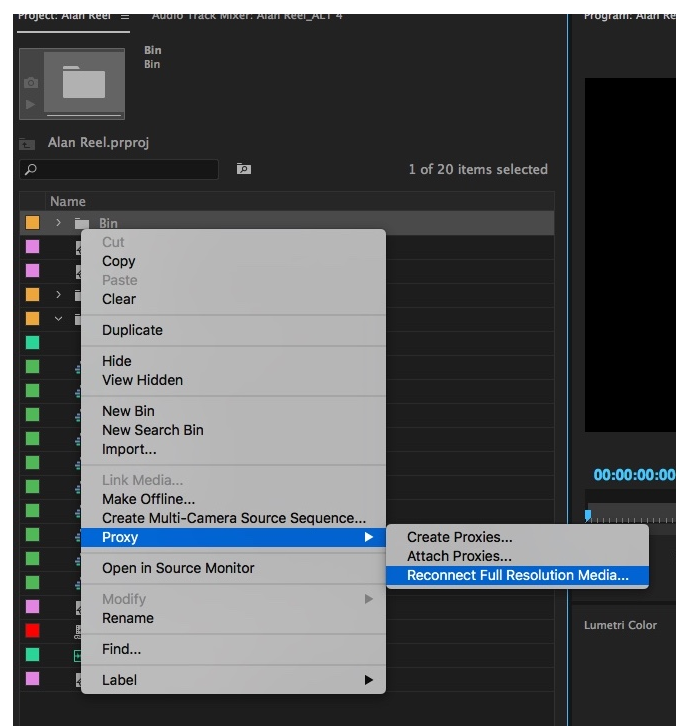 Project: Alan Reel
Audio Track Mixer: Alan Reel_ALT 4
Program: Alan Re
Bin
Bin
Alan Reel.prproj
1 of 20 items selected
Name
Bin
Cut
Copy
Paste
Clear
Duplicate
Hide
View Hidden
New Bin
New Search Bin
Import...
Link Media...
Make Offline...
Create Multi-Camera Source Sequence...
Proxy
Create Proxies...
Attach Proxies...
Reconnect Full Resolution Media...
Open in Source Monitor
Modify
Rename
Find...
Label
00:00:00:00
Lumetri Color